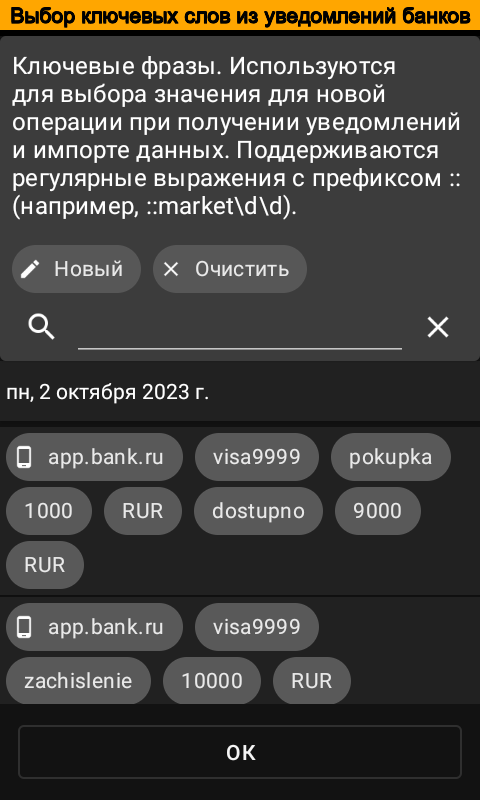 Выбор ключевых слов из уведомлений банков
Ключевые фразы. Используются
для выбора значения для новой
операции при получении уведомлений
и импорте данных. Поддерживаются
регулярные выражения с префиксом ::
(например, ::market\d\d).
Новый Очистить
пн, 2 октября 2023 г.
app.bank.ru visa9999 pokupka
1000 RUR dostupno 9000
RUR
app.bank.ru visa9999
zachislenie 10000 RUR
ОК